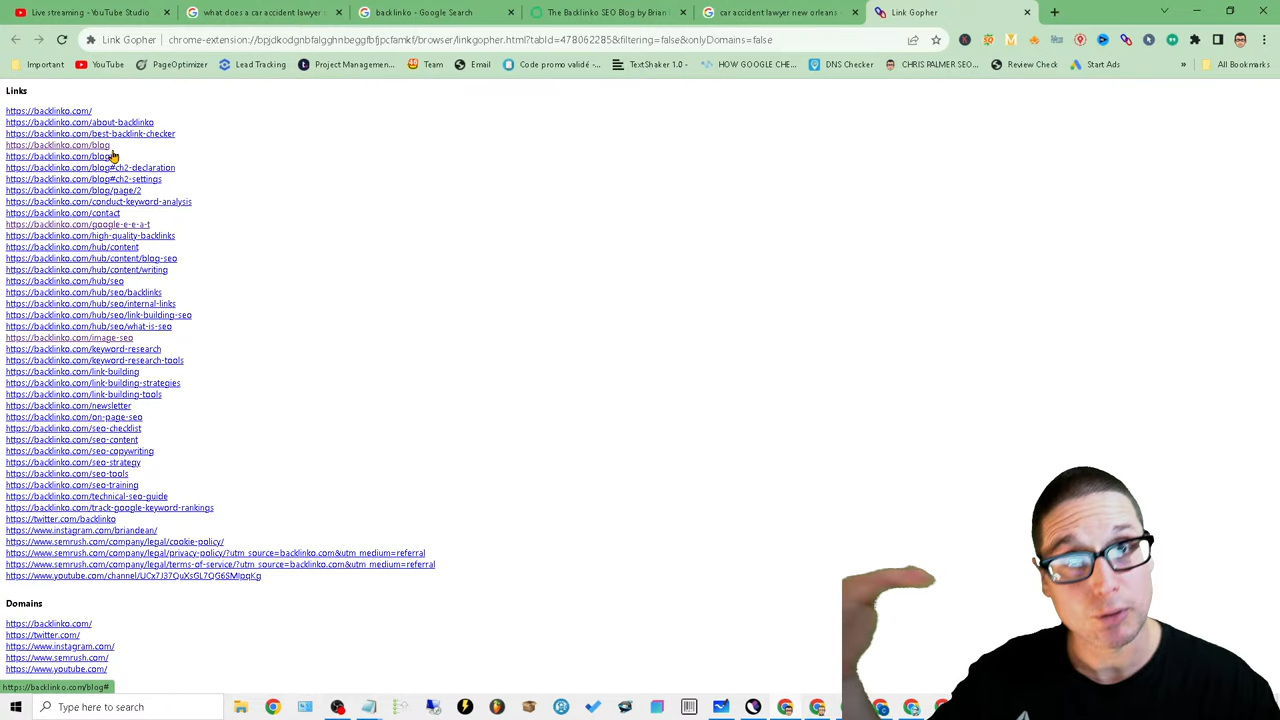 Live streaming - YouTube Studio
what does a car accident lawyer
backlinko - Google Search
The Backlinko SEO Blog by Brian
car accident lawyer new orleans
Link Gopher
Link Gopher | chrome-extension://bpjdkodgnbfalgghnbeggfbfjpcfamkf/browser/linkgopher.html?tabId=478062285&filtering=false&onlyDomains=false
Important
YouTube
PageOptimizer
Lead Tracking
Project Managemen...
Team
Email
Code promo validé -...
TextShaker 1.0 -
HOW GOOGLE CHE...
DNS Checker
CHRIS PALMER SEO...
Review Check
Start Ads
»
All Bookmarks
Links
https://backlinko.com/
https://backlinko.com/about-backlinko
https://backlinko.com/best-backlink-checker
https://backlinko.com/blog
https://backlinko.com/blog
https://backlinko.com/blog#ch2-declaration
https://backlinko.com/blog#ch2-settings
https://backlinko.com/blog/page/2
https://backlinko.com/conduct-keyword-analysis
https://backlinko.com/contact
https://backlinko.com/google-e-e-a-t
https://backlinko.com/high-quality-backlinks
https://backlinko.com/hub/content
https://backlinko.com/hub/content/blog-seo
https://backlinko.com/hub/content/writing
https://backlinko.com/hub/seo
https://backlinko.com/hub/seo/backlinks
https://backlinko.com/hub/seo/internal-links
https://backlinko.com/hub/seo/link-building-seo
https://backlinko.com/hub/seo/what-is-seo
https://backlinko.com/image-seo
https://backlinko.com/keyword-research
https://backlinko.com/keyword-research-tools
https://backlinko.com/link-building
https://backlinko.com/link-building-strategies
https://backlinko.com/link-building-tools
https://backlinko.com/newsletter
https://backlinko.com/on-page-seo
https://backlinko.com/seo-checklist
https://backlinko.com/seo-content
https://backlinko.com/seo-copywriting
https://backlinko.com/seo-strategy
https://backlinko.com/seo-tools
https://backlinko.com/seo-training
https://backlinko.com/technical-seo-guide
https://backlinko.com/track-google-keyword-rankings
https://twitter.com/backlinko
https://www.instagram.com/briandean/
https://www.semrush.com/company/legal/cookie-policy/
https://www.semrush.com/company/legal/privacy-policy/?utm_source=backlinko.com&utm_medium=referral
https://www.semrush.com/company/legal/terms-of-service/?utm_source=backlinko.com&utm_medium=referral
https://www.youtube.com/channel/UCx7J37QuXsGL7QG6SMIpqKg
Domains
https://backlinko.com/
https://twitter.com/
https://www.instagram.com/
https://www.semrush.com/
https://www.youtube.com/
https://backlinko.com/blog#
Type here to search